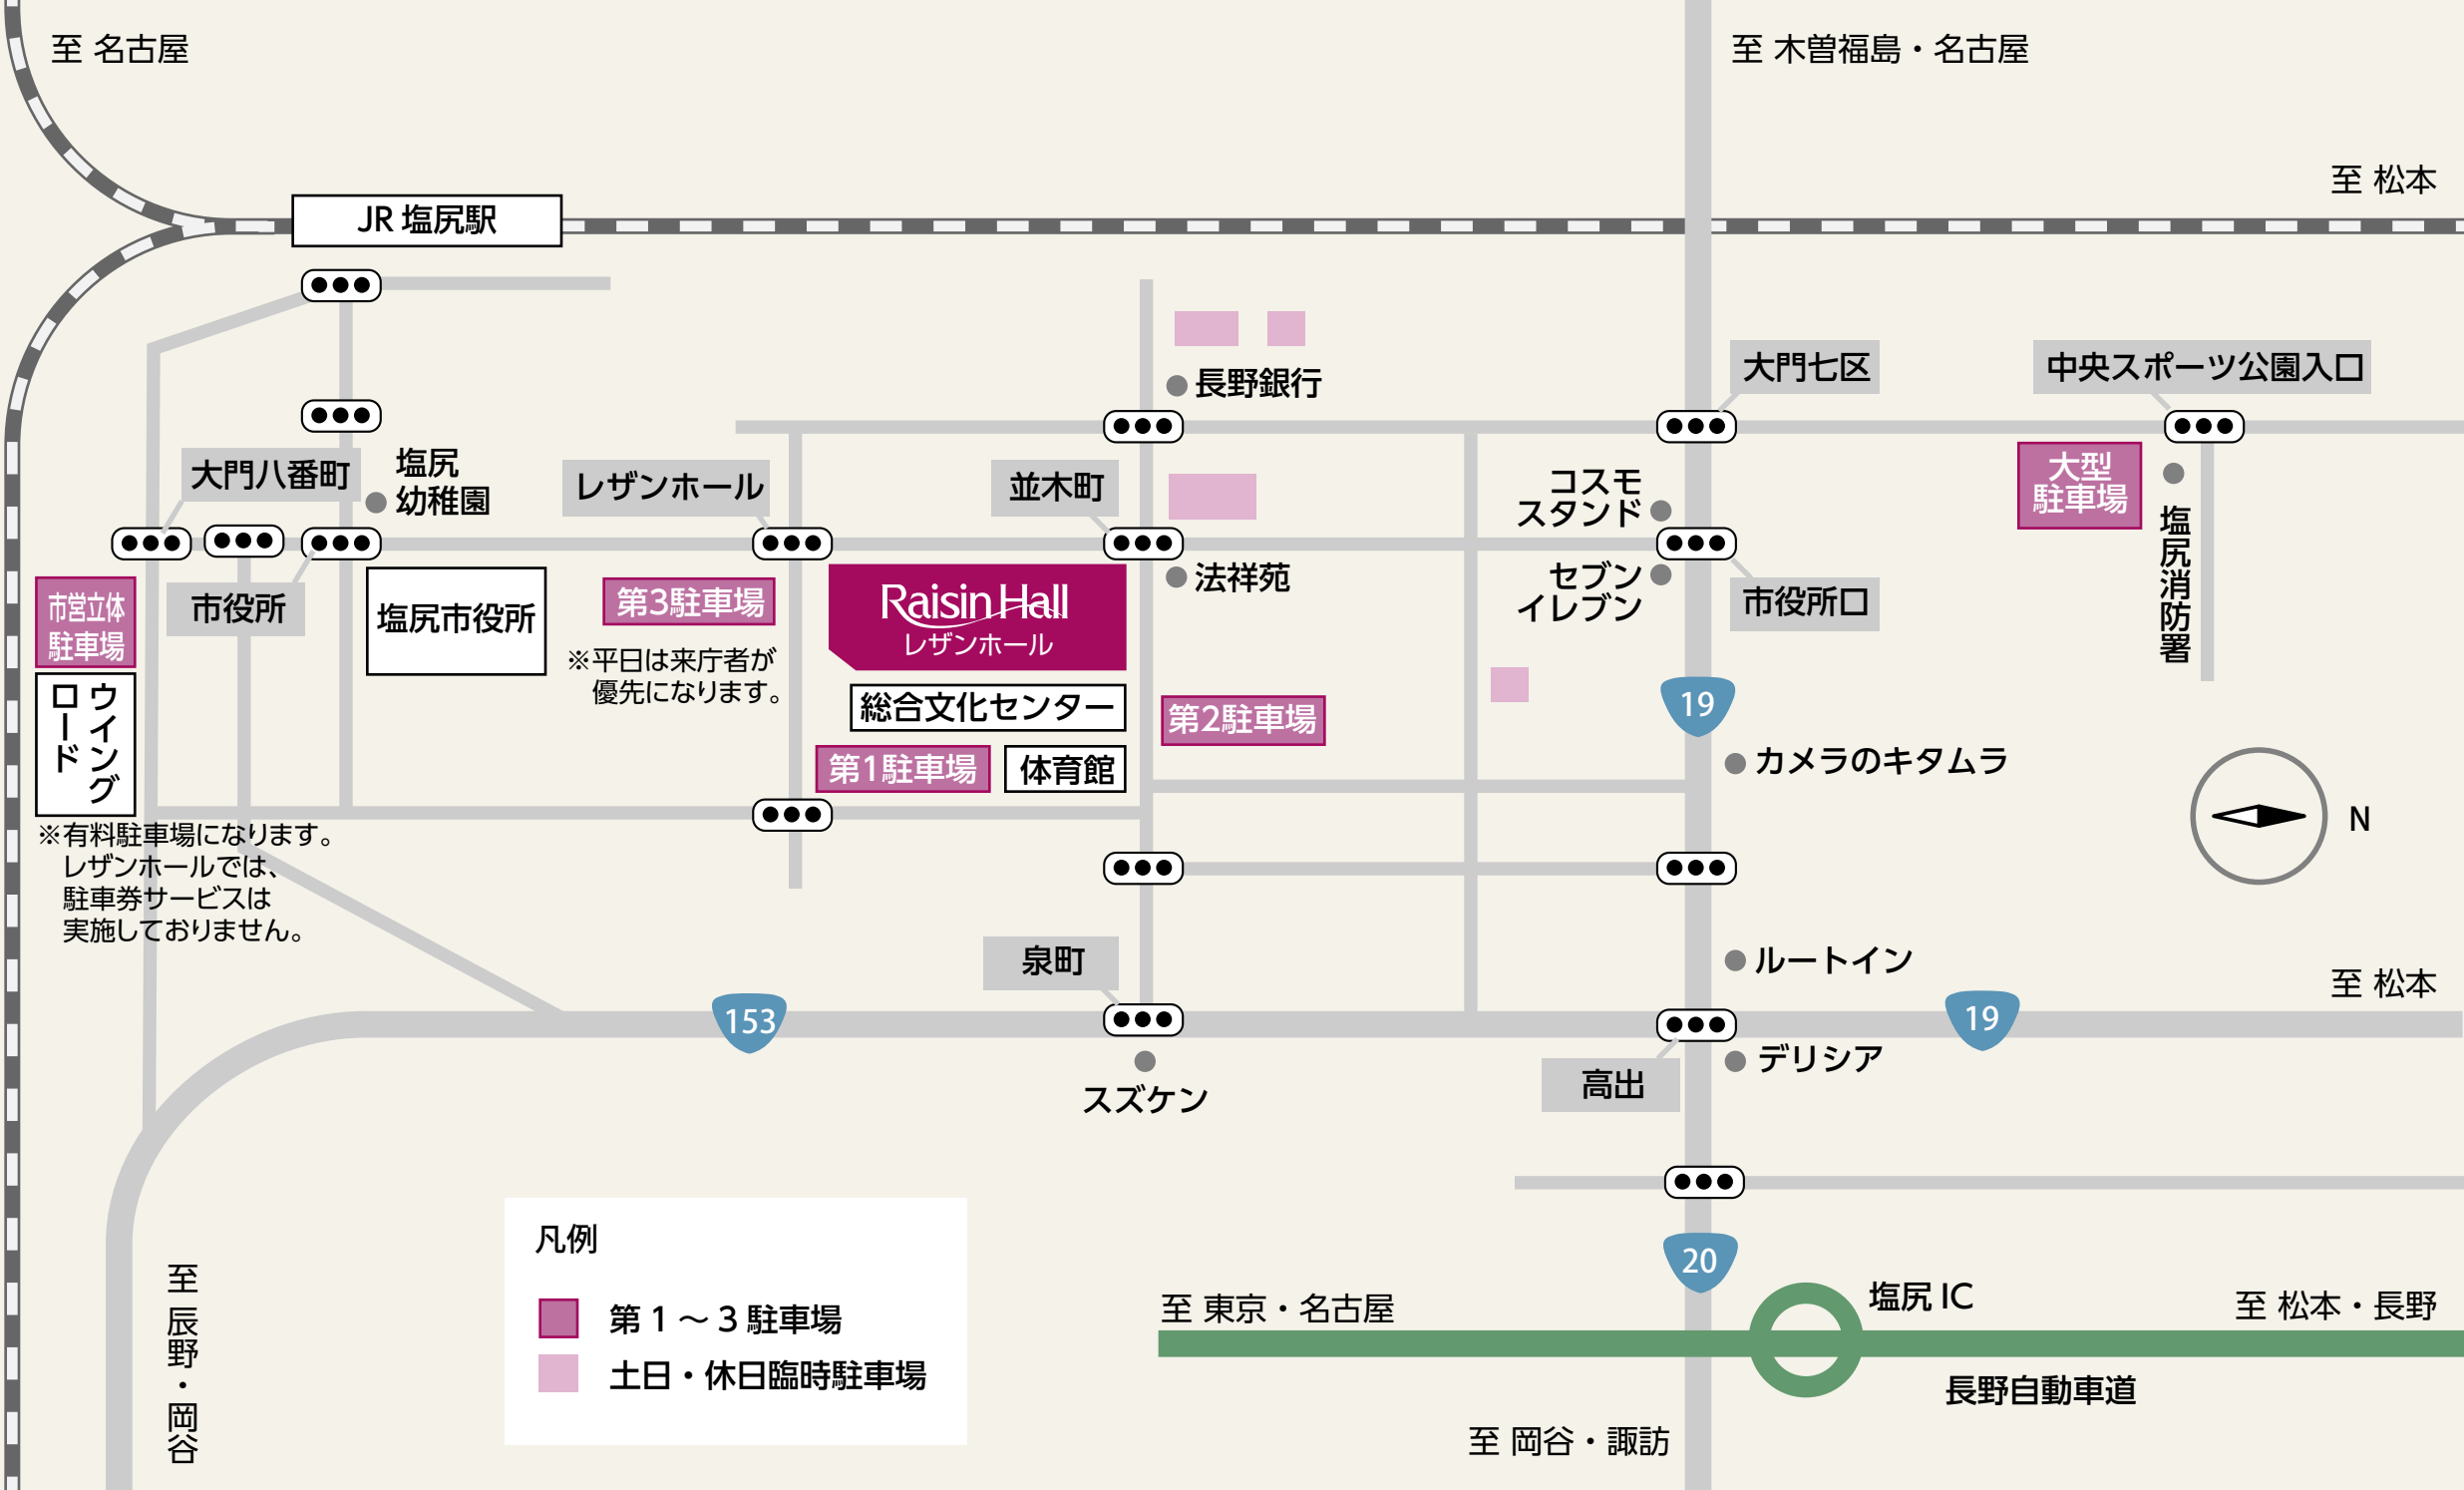 至 名古屋
至 木曽福島・名古屋
至 松本
JR 塩尻駅
長野銀行
大門七区
中央スポーツ公園入口
大門八番町
塩尻
幼稚園
レザンホール
並木町
コスモ
スタンド
大型
駐車場
塩尻消防署
市営立体
駐車場
市役所
塩尻市役所
第3駐車場
※平日は来庁者が
優先になります。
Raisin Hall
レザンホール
法祥苑
セブン
イレブン
市役所口
ウイング
ロード
総合文化センター
第2駐車場
19
第1駐車場
体育館
カメラのキタムラ
N
※有料駐車場になります。
レザンホールでは、
駐車券サービスは
実施しておりません。
泉町
ルートイン
至 松本
153
19
スズケン
高出
デリシア
凡例
第 1 〜 3 駐車場
土日・休日臨時駐車場
至 辰野・岡谷
20
塩尻 IC
至 東京・名古屋
至 松本・長野
長野自動車道
至 岡谷・諏訪